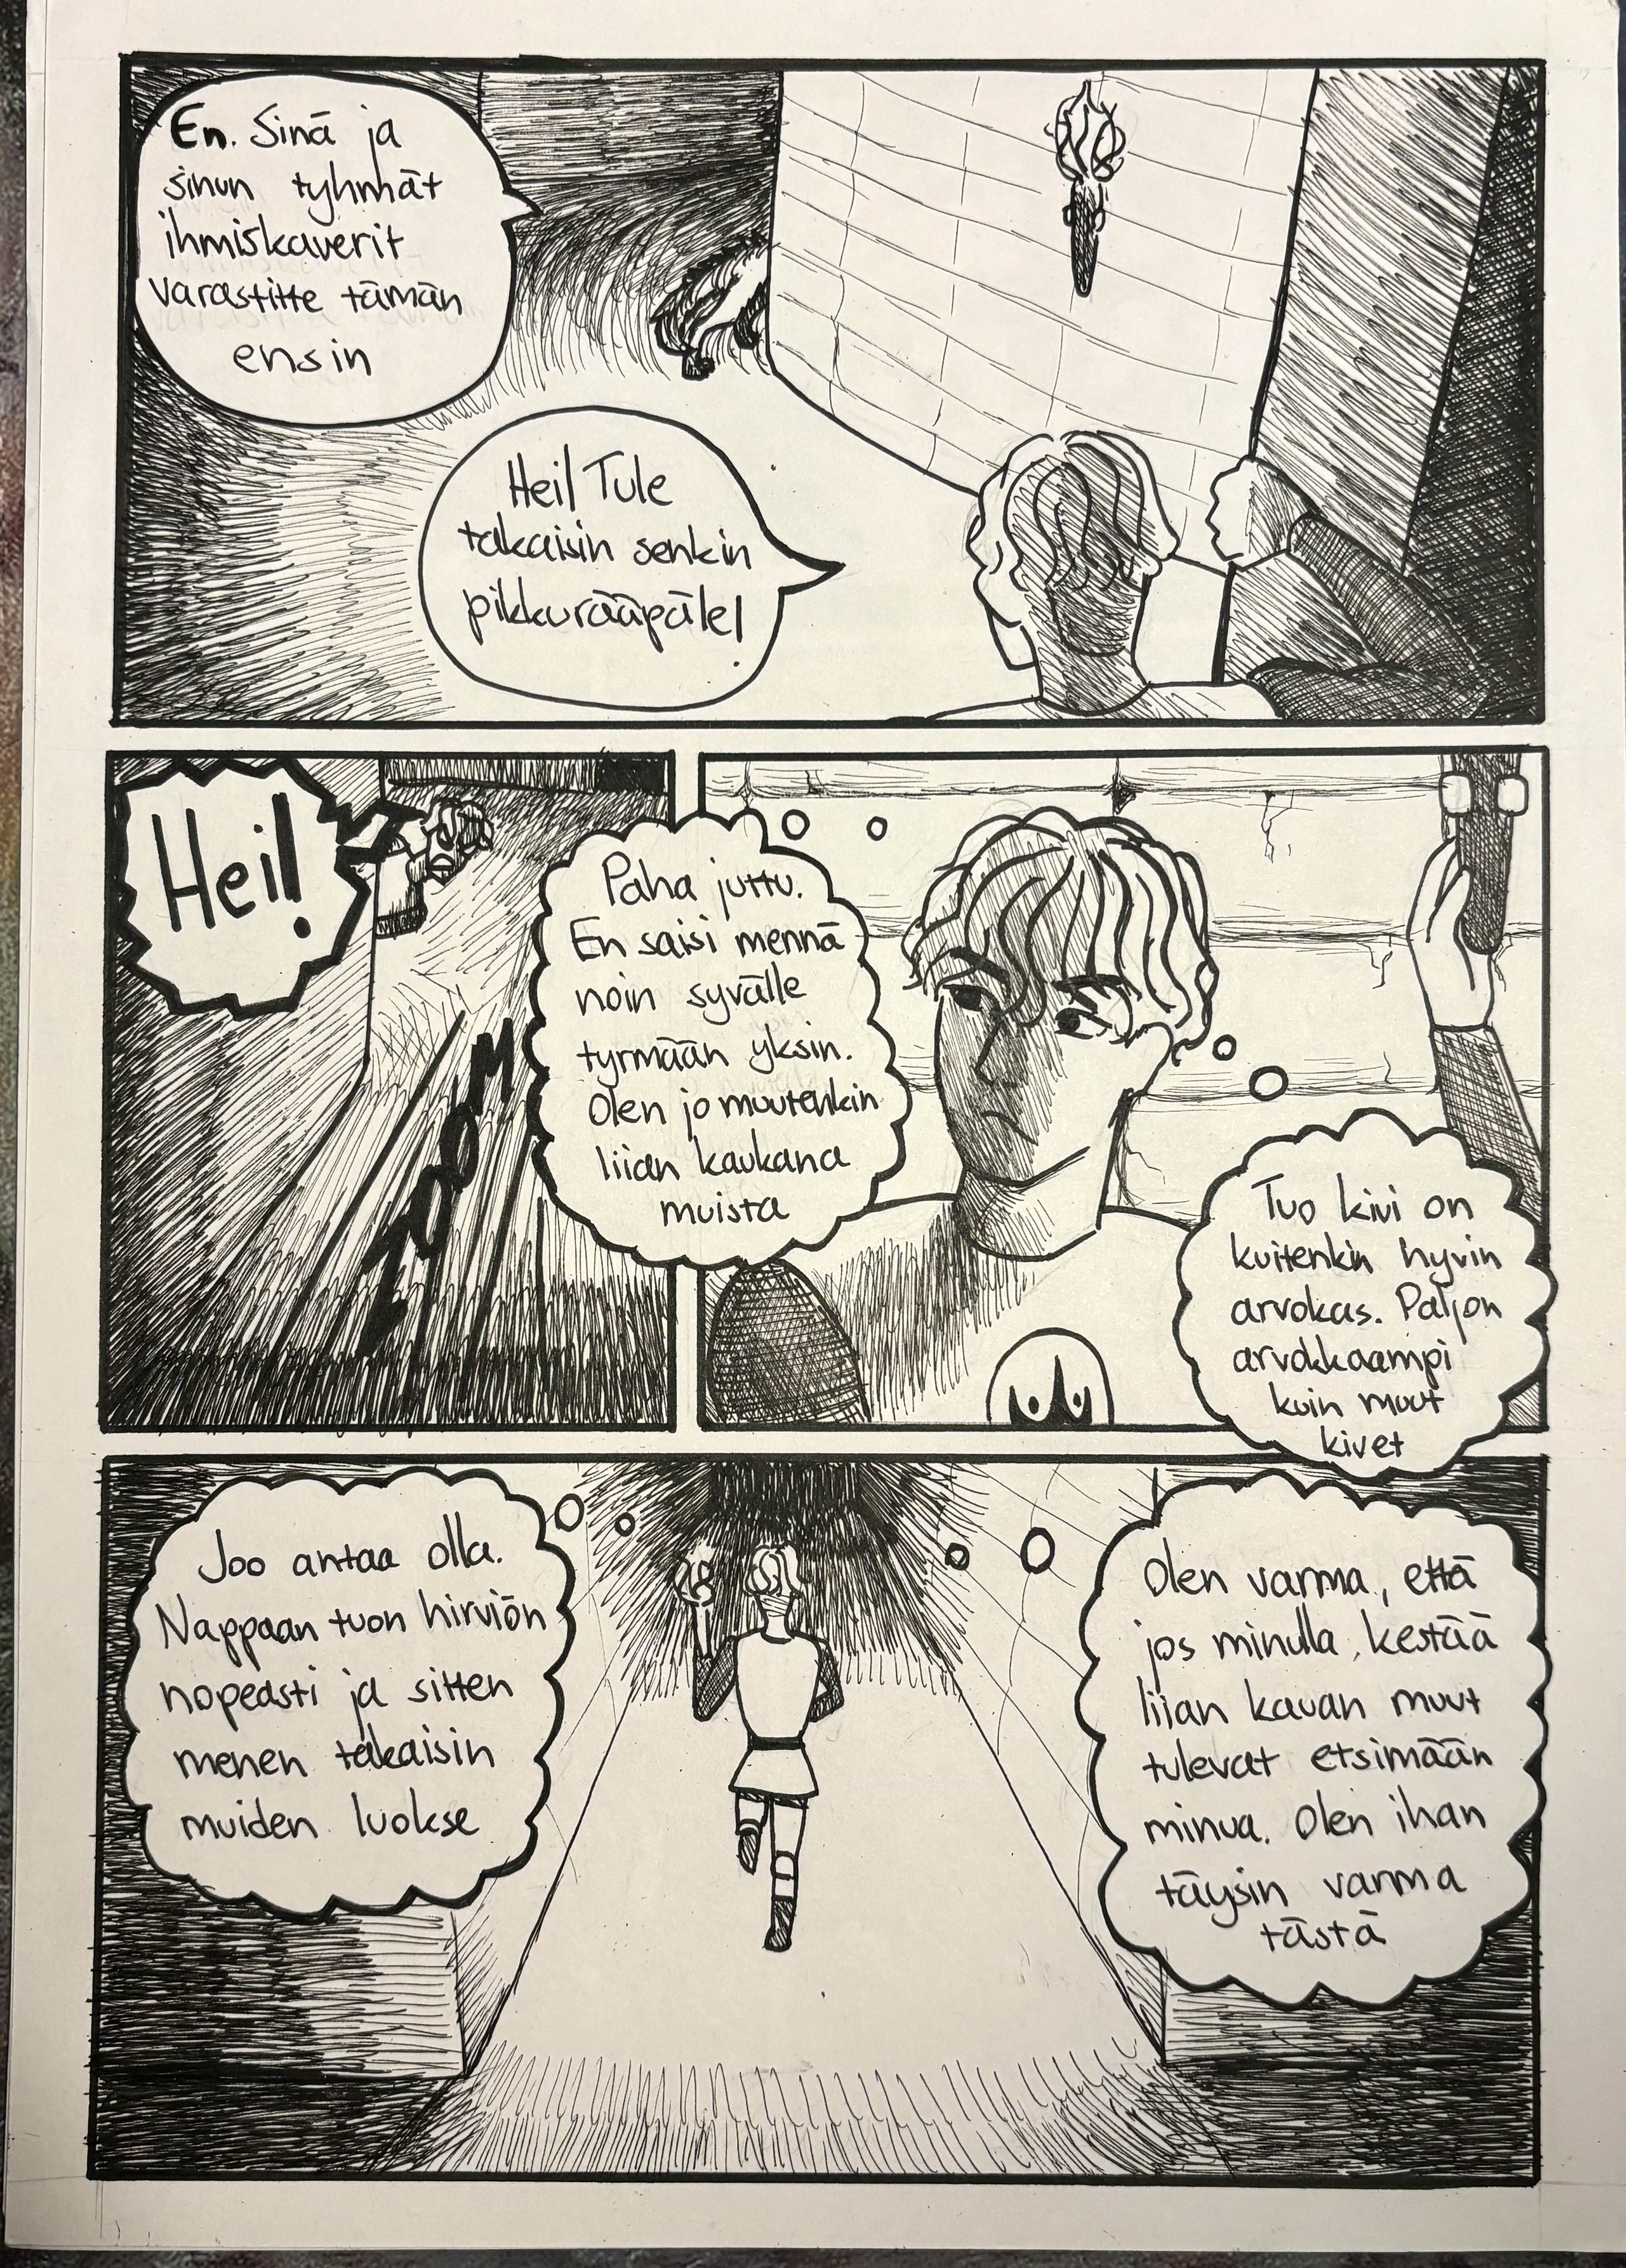 En. Sinä ja
sinun tyhmät
ihmiskaverit
varastitte tämän
ensin
Hei! Tule
takaisin senkin
pikkurääpäle!
Hei!
ZOOM
Paha juttu.
En saisi mennä
noin syvälle
tyrmään yksin.
Olen jo muutenkin
liian kaukana
muista
Tuo kivi on
kuitenkin hyvin
arvokas. Paljon
arvokkaampi
kuin muut
kivet
Joo antaa olla.
Nappaan tuon hirviön
nopeasti ja sitten
menen takaisin
muiden luokse
Olen varma, että
jos minulla kestää
liian kauan muut
tulevat etsimään
minua. Olen ihan
täysin varma
tästä